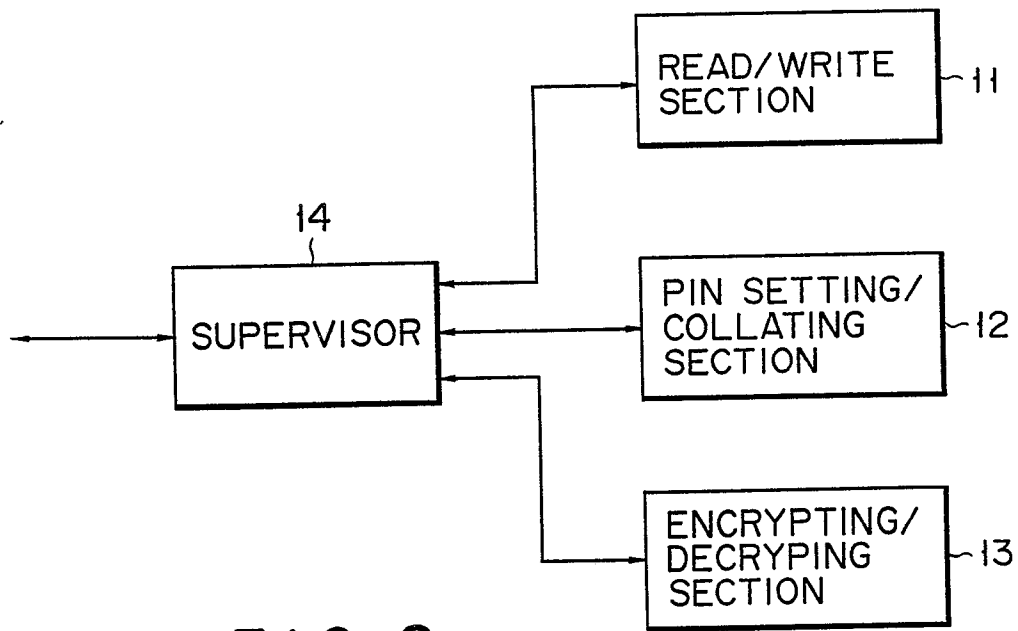 READ/WRITE
SECTION
11
14
SUPERVISOR
PIN SETTING/
COLLATING
SECTION
12
ENCRYPTING/
DECRYPING
SECTION
13